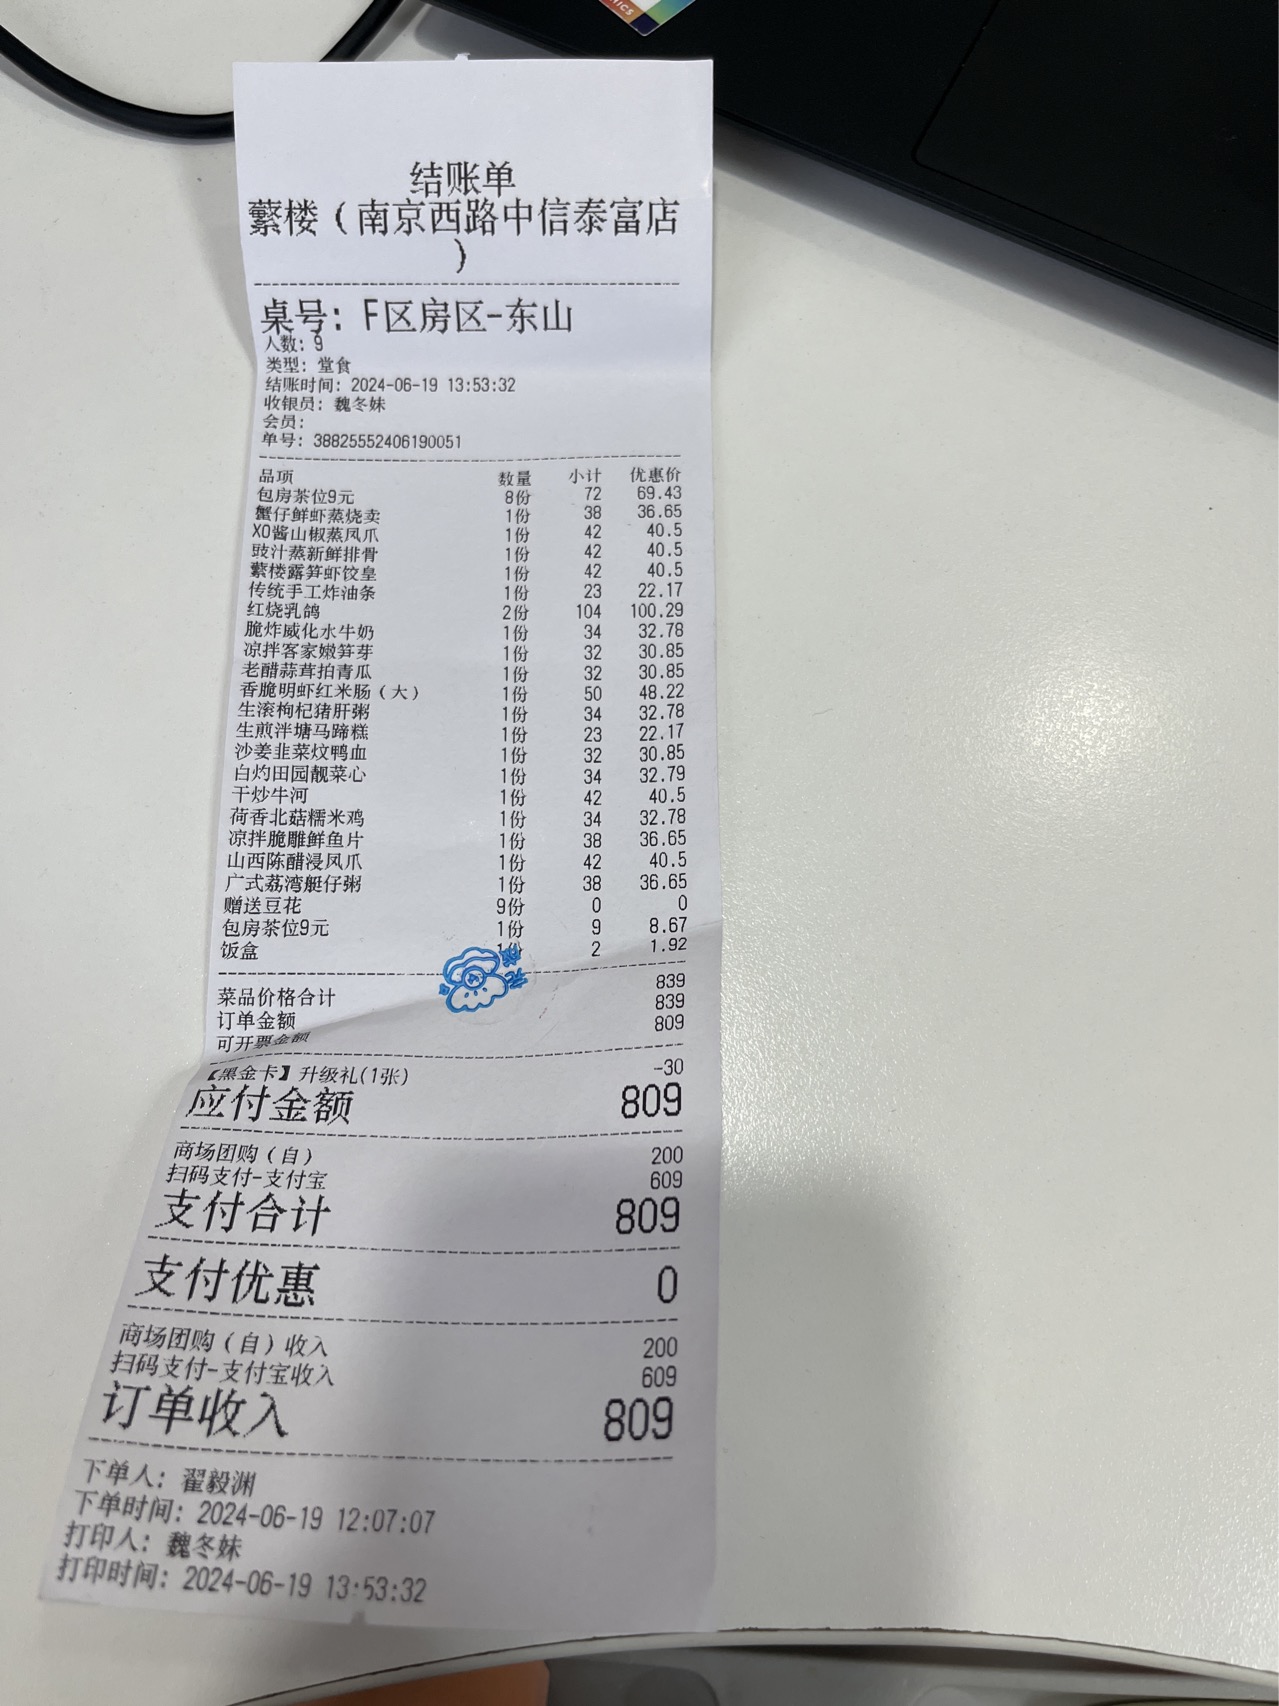 结账单
蘩楼（南京西路中信泰富店
）
桌号：F区房区-东山
人数：9
类型：堂食
结账时间：2024-06-19 13:53:32
收银员：魏冬妹
会员：
单号：38825552406190051
品项 数量 小计 优惠价
包房茶位9元 8份 72 69.43
蟹仔鲜虾蒸烧卖 1份 38 36.65
XO酱山椒蒸凤爪 1份 42 40.5
豉汁蒸新鲜排骨 1份 42 40.5
蘩楼露笋虾饺皇 1份 42 40.5
传统手工炸油条 1份 23 22.17
红烧乳鸽 2份 104 100.29
脆炸威化水牛奶 1份 34 32.78
凉拌客家嫩笋芽 1份 32 30.85
老醋蒜茸拍青瓜 1份 32 30.85
香脆明虾红米肠（大） 1份 50 48.22
生滚枸杞猪肝粥 1份 34 32.78
生煎泮塘马蹄糕 1份 23 22.17
沙姜韭菜炆鸭血 1份 32 30.85
白灼田园靓菜心 1份 34 32.79
干炒牛河 1份 42 40.5
荷香北菇糯米鸡 1份 34 32.78
凉拌脆雕鲜鱼片 1份 38 36.65
山西陈醋浸凤爪 1份 42 40.5
广式荔湾艇仔粥 1份 38 36.65
赠送豆花 9份 0 0
包房茶位9元 1份 9 8.67
饭盒 1份 2 1.92
菜品价格合计 839
订单金额 839
可开票金额 809
【黑金卡】升级礼(1张) -30
应付金额 809
商场团购（自） 200
扫码支付-支付宝 609
支付合计 809
支付优惠 0
商场团购（自）收入 200
扫码支付-支付宝收入 609
订单收入 809
下单人：翟毅渊
下单时间：2024-06-19 12:07:07
打印人：魏冬妹
打印时间：2024-06-19 13:53:32